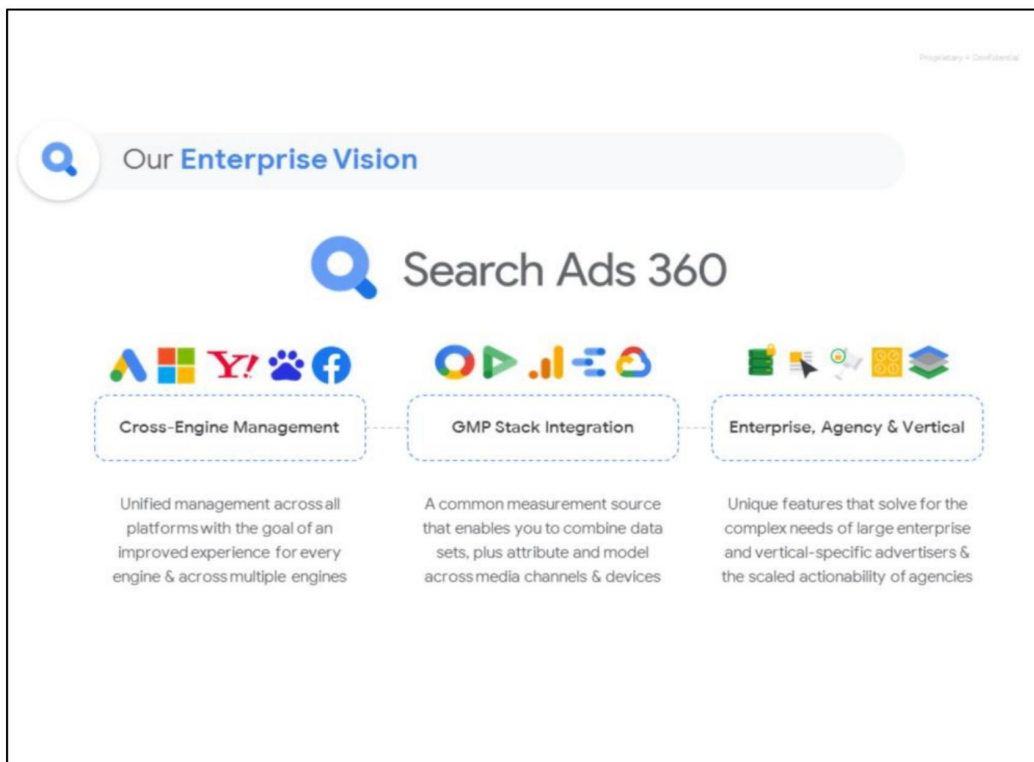 Proprietary + Confidential
Our Enterprise Vision
Search Ads 360
Y!
Cross-Engine Management
GMP Stack Integration
Enterprise, Agency & Vertical
Unified management across all
platforms with the goal of an
improved experience for every
engine & across multiple engines
A common measurement source
that enables you to combine data
sets, plus attribute and model
across media channels & devices
Unique features that solve for the
complex needs of large enterprise
and vertical-specific advertisers &
the scaled actionability of agencies